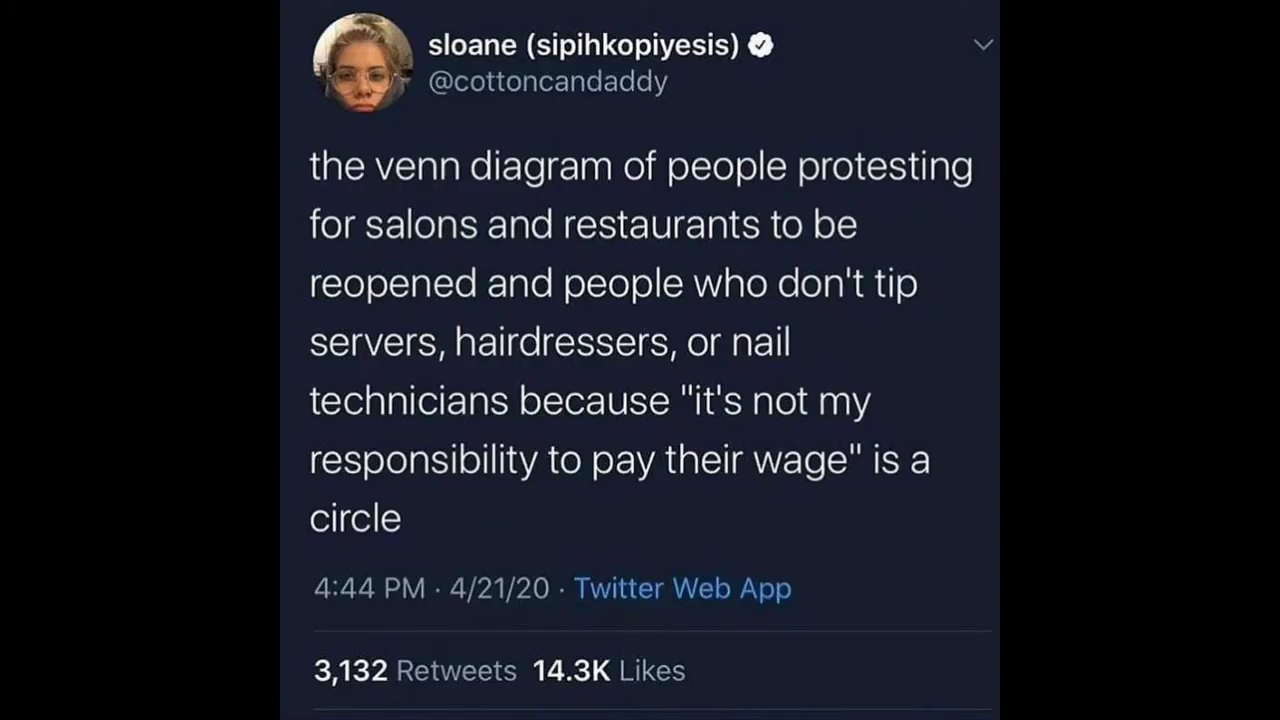 sloane (sipihkopiyesis)
@cottoncandaddy
the venn diagram of people protesting
for salons and restaurants to be
reopened and people who don't tip
servers, hairdressers, or nail
technicians because "it's not my
responsibility to pay their wage" is a
circle
4:44 PM · 4/21/20 · Twitter Web App
3,132 Retweets 14.3K Likes